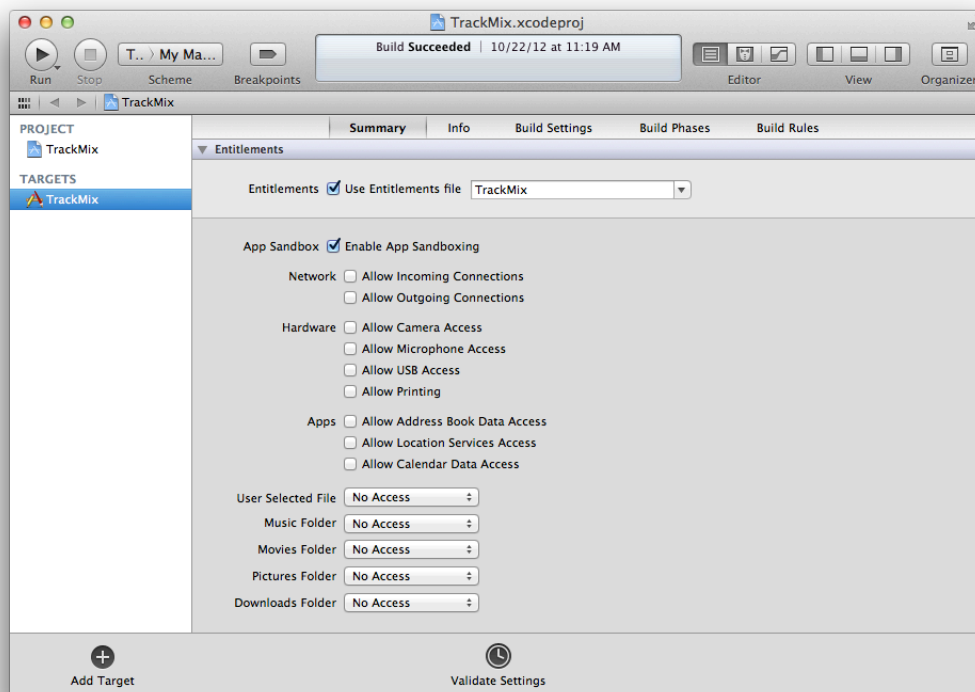 TrackMix.xcodeproj
T.. 〉 My Ma...
Build Succeeded | 10/22/12 at 11:19 AM
Run Stop Scheme Breakpoints Editor View Organizer
TrackMix
PROJECT
TrackMix
TARGETS
TrackMix
Summary Info Build Settings Build Phases Build Rules
Entitlements
Entitlements Use Entitlements file TrackMix
App Sandbox Enable App Sandboxing
Network Allow Incoming Connections
Allow Outgoing Connections
Hardware Allow Camera Access
Allow Microphone Access
Allow USB Access
Allow Printing
Apps Allow Address Book Data Access
Allow Location Services Access
Allow Calendar Data Access
User Selected File No Access
Music Folder No Access
Movies Folder No Access
Pictures Folder No Access
Downloads Folder No Access
Add Target Validate Settings